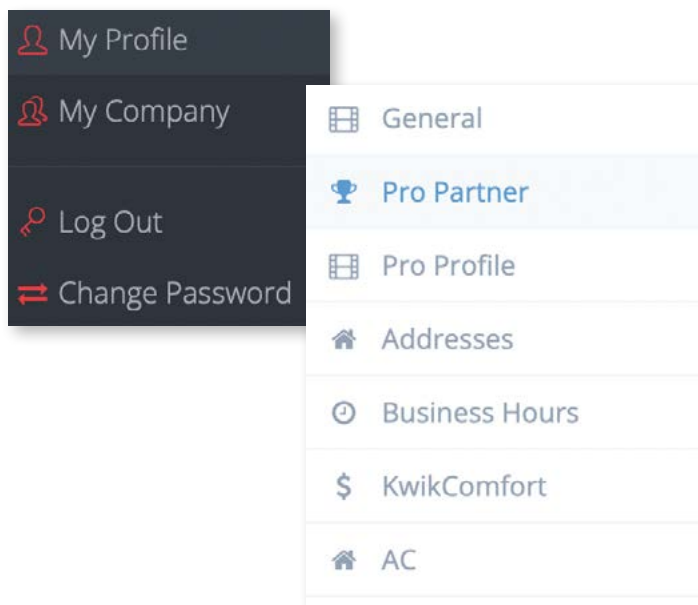 My Profile
My Company
Log Out
Change Password
General
Pro Partner
Pro Profile
Addresses
Business Hours
KwikComfort
AC